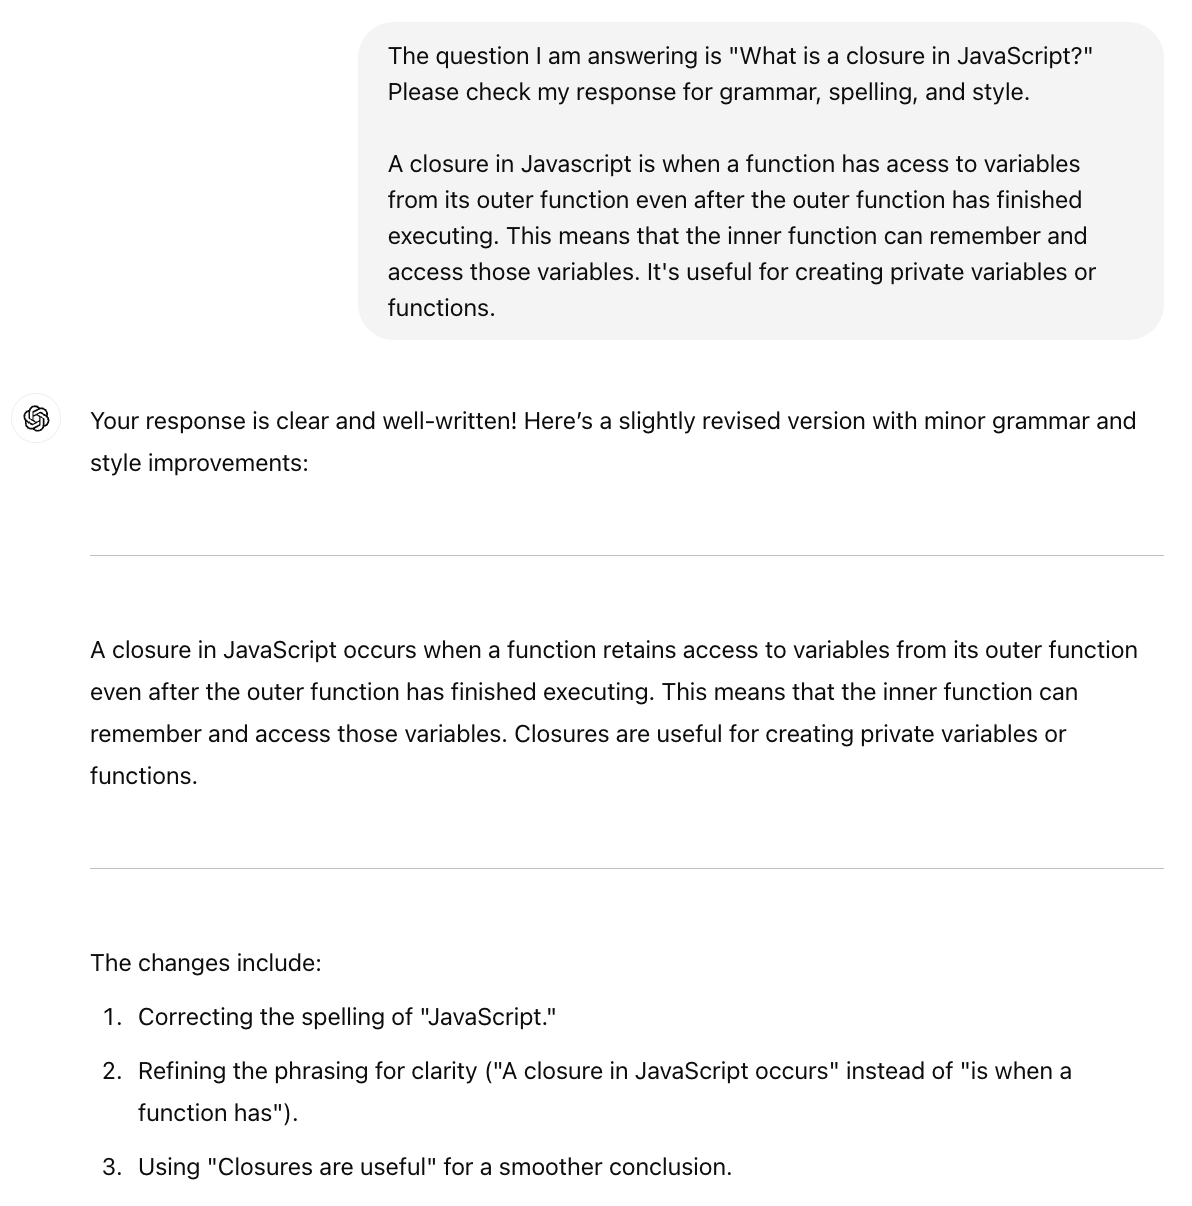 The question I am answering is "What is a closure in JavaScript?"
Please check my response for grammar, spelling, and style.
A closure in Javascript is when a function has acess to variables
from its outer function even after the outer function has finished
executing. This means that the inner function can remember and
access those variables. It's useful for creating private variables or
functions.
Your response is clear and well-written! Here’s a slightly revised version with minor grammar and
style improvements:
A closure in JavaScript occurs when a function retains access to variables from its outer function
even after the outer function has finished executing. This means that the inner function can
remember and access those variables. Closures are useful for creating private variables or
functions.
The changes include:
1. Correcting the spelling of "JavaScript."
2. Refining the phrasing for clarity ("A closure in JavaScript occurs" instead of "is when a
function has").
3. Using "Closures are useful" for a smoother conclusion.